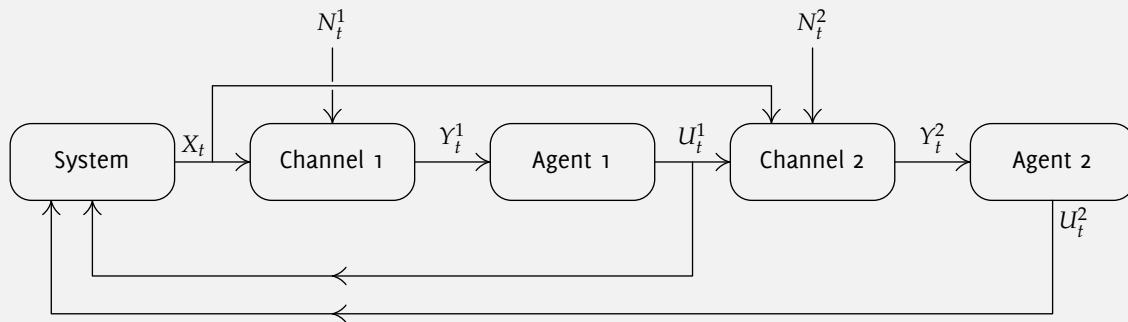 N_t^1 N_t^2
System X_t Channel 1 Y_t^1 Agent 1 U_t^1 Channel 2 Y_t^2 Agent 2
U_t^2